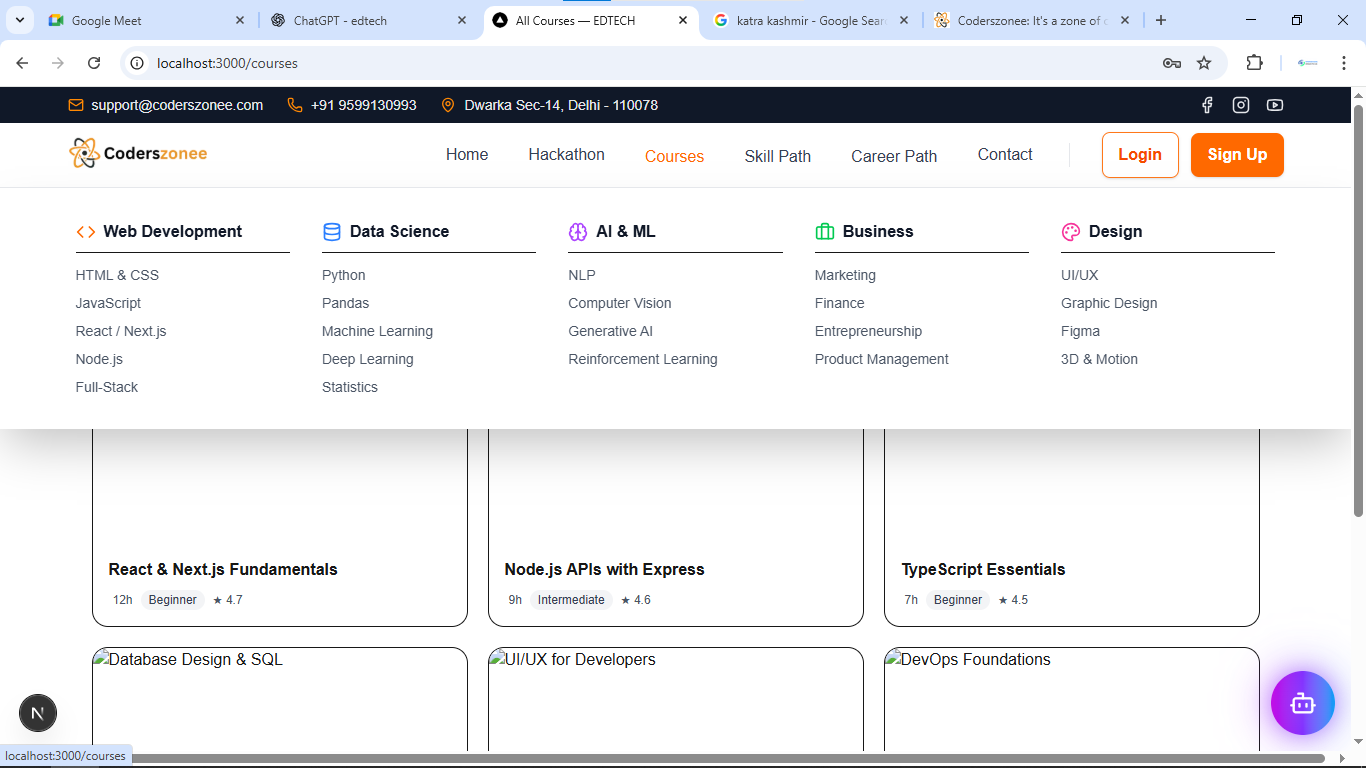 Google Meet
ChatGPT - edtech
All Courses — EDTECH
katra kashmir - Google Sear
Coderszonee: It's a zone of c
localhost:3000/courses
support@coderszonee.com +91 9599130993 Dwarka Sec-14, Delhi - 110078
Coderszonee
Home Hackathon Courses Skill Path Career Path Contact Login Sign Up
Web Development
HTML & CSS
JavaScript
React / Next.js
Node.js
Full-Stack
Data Science
Python
Pandas
Machine Learning
Deep Learning
Statistics
AI & ML
NLP
Computer Vision
Generative AI
Reinforcement Learning
Business
Marketing
Finance
Entrepreneurship
Product Management
Design
UI/UX
Graphic Design
Figma
3D & Motion
React & Next.js Fundamentals
12h Beginner ★ 4.7
Node.js APIs with Express
9h Intermediate ★ 4.6
TypeScript Essentials
7h Beginner ★ 4.5
Database Design & SQL
UI/UX for Developers
DevOps Foundations
N
localhost:3000/courses